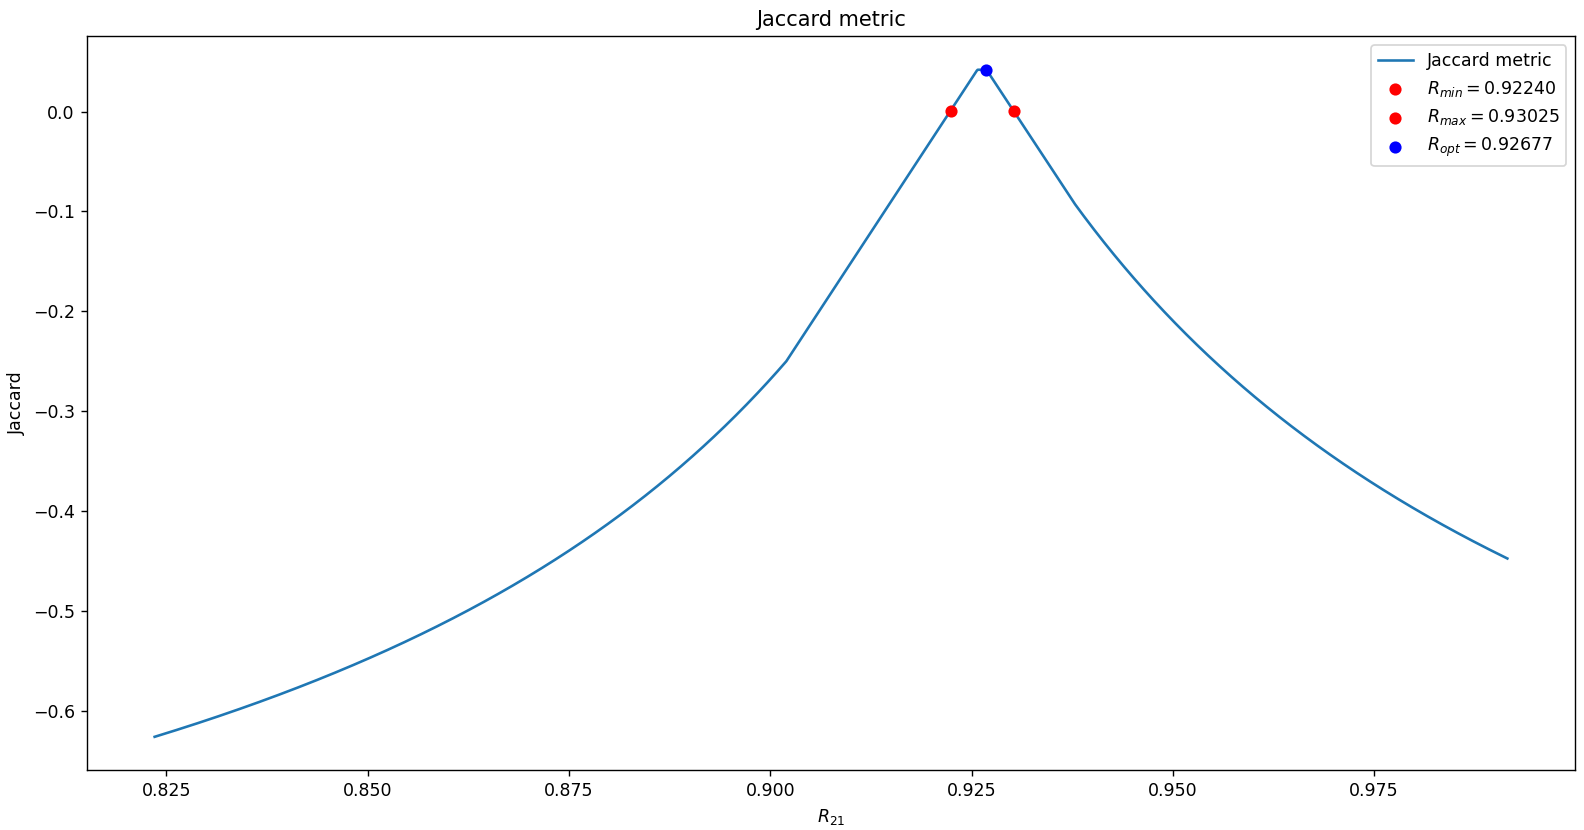 Jaccard metric
Jaccard metric
R_min = 0.92240
R_max = 0.93025
R_opt = 0.92677
Jaccard
0.0
−0.1
−0.2
−0.3
−0.4
−0.5
−0.6
0.825 0.850 0.875 0.900 0.925 0.950 0.975
R_21